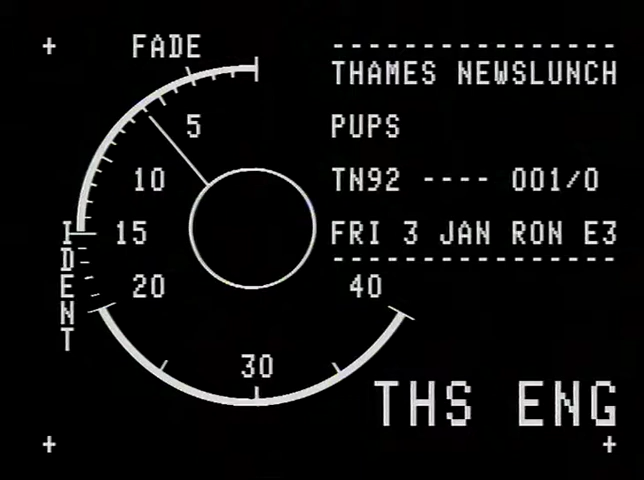 FADE
THAMES NEWSLUNCH
5
PUPS
10
TN92 ---- 001/0
IDENT
15
FRI 3 JAN RON E3
20
40
30
THS ENG